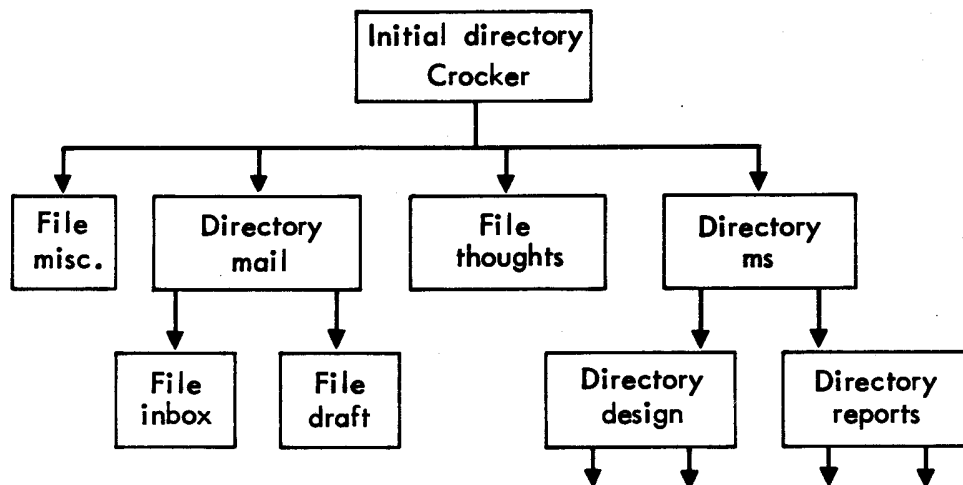 Initial directory
Crocker
File
misc.
Directory
mail
File
thoughts
Directory
ms
File
inbox
File
draft
Directory
design
Directory
reports